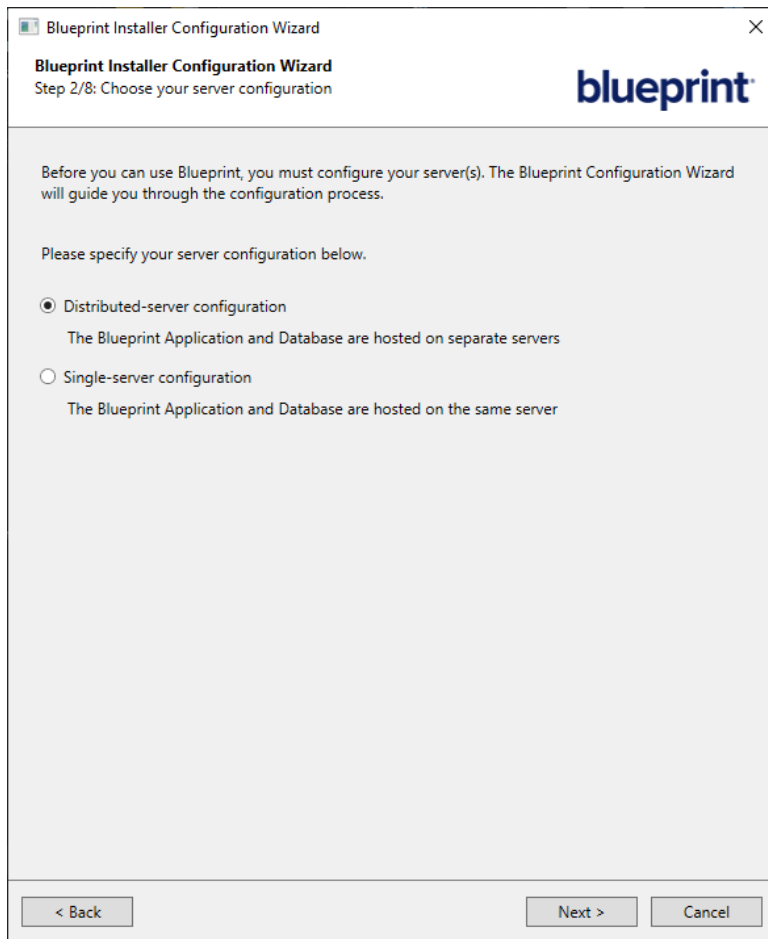 Blueprint Installer Configuration Wizard
Blueprint Installer Configuration Wizard
Step 2/8: Choose your server configuration
blueprint
Before you can use Blueprint, you must configure your server(s). The Blueprint Configuration Wizard
will guide you through the configuration process.
Please specify your server configuration below.
Distributed-server configuration
The Blueprint Application and Database are hosted on separate servers
Single-server configuration
The Blueprint Application and Database are hosted on the same server
< Back
Next >
Cancel